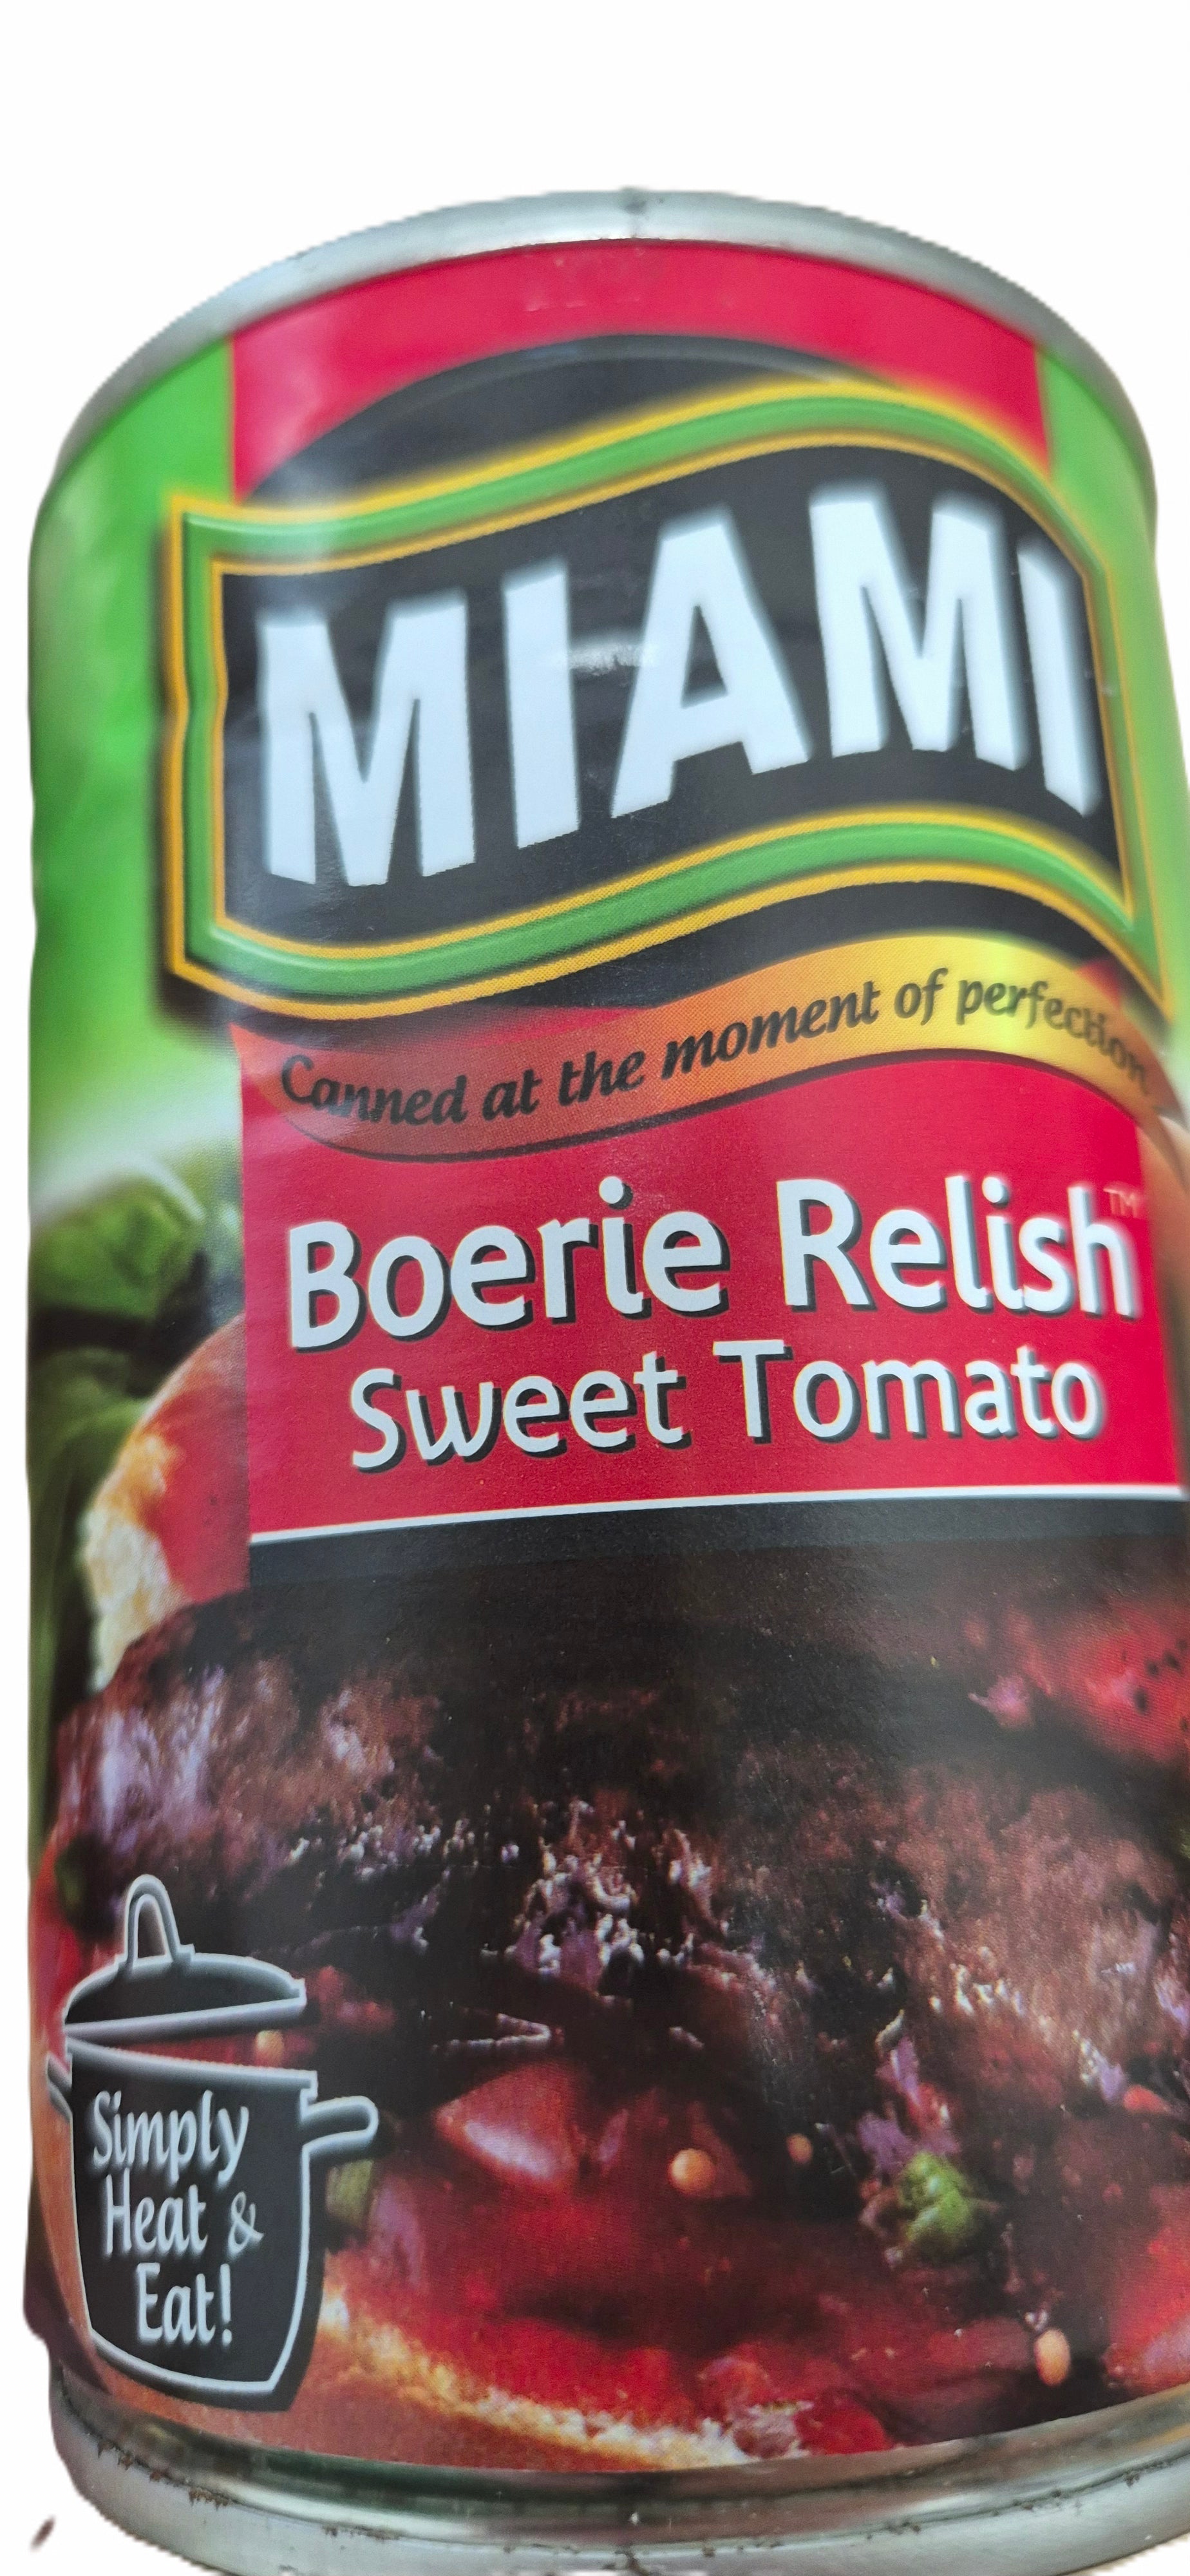 MIAMI
Canned at the moment of perfection
Boerie Relish™
Sweet Tomato
Simply
Heat &
Eat!